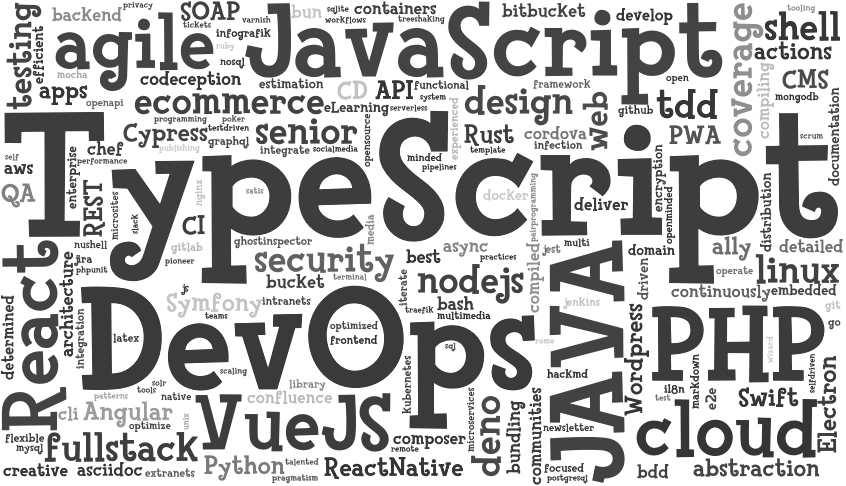 testing
efficient
backend
privacy
agile
SOAP
tickets
infografik
ruby
nosql
varnish
JavaScript
bun
sqlite
workflows
containers
treeshaking
bitbucket
develop
coverage
tooling
shell
actions
mocha
codeception
estimation
CD
API
functional
system
framework
open
compiling
CMS
mongodb
apps
openapi
ecommerce
eLearning
serverless
design
web
github
tdd
documentation
programming
poker
Cypress
testdriven
graphql
senior
integrate
socialmedia
opensource
experienced
Rust
template
cordova
infection
PWA
scrum
TypeScript
self
aws
enterprise
chef
performance
publishing
minded
pipelines
encryption
QA
REST
microsites
slack
nginx
CI
satis
docker
pairprogramming
deliver
openminded
distribution
nushell
jira
phpunit
pioneer
gitlab
ghostinspector
media
security
terminal
best
async
practices
jest
multi
domain
ally
detailed
operate
linux
React
architecture
integration
js
Symfony
teams
bucket
intranets
iterate
traefik
nodejs
bash
multimedia
compiled
jenkins
JAVA
driven
continuously
embedded
git
go
determined
DevOps
latex
optimized
frontend
scaling
sql
rome
hackmd
Wordpress
PHP
wizard
selfdriven
patterns
solr
tools
native
library
confluence
kubernetes
microservices
il8n
test
markdown
e2e
Swift
Electron
cli
Angular
optimize
unix
VueJS
composer
remote
deno
bundling
communities
newsletter
cloud
flexible
mysql
fullstack
creative
asciidoc
extranets
Python
talented
pragmatism
ReactNative
focused
postgresql
bdd
abstraction